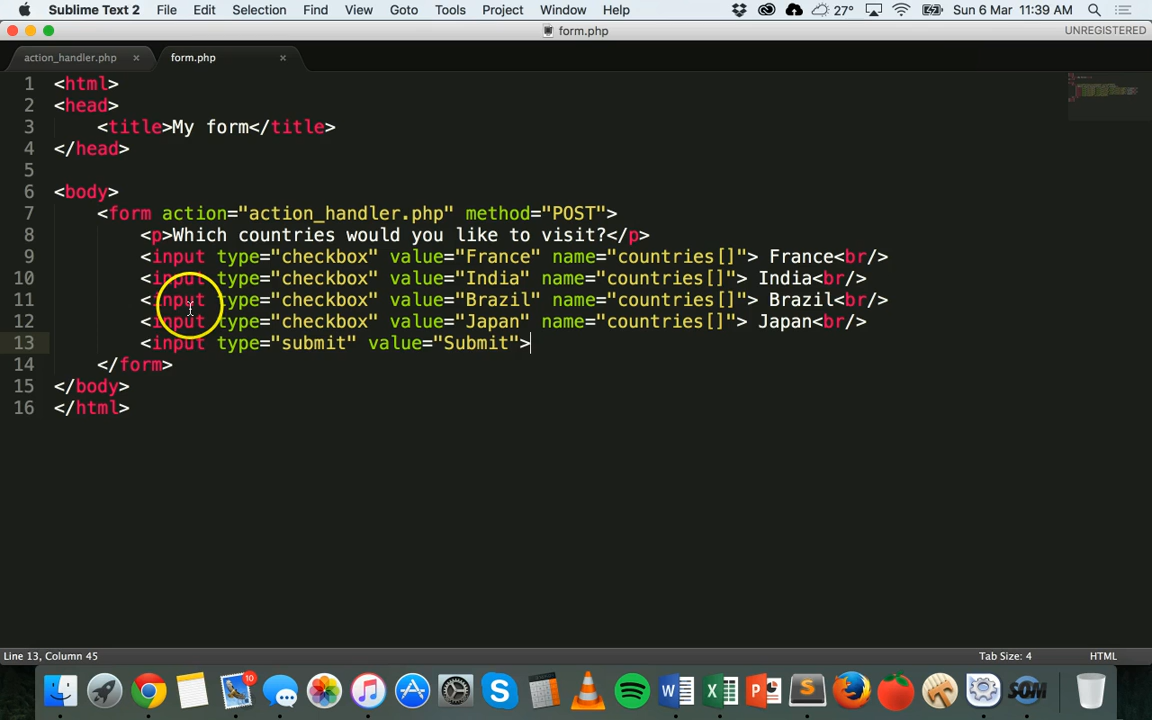 Sublime Text 2 File Edit Selection Find View Goto Tools Project Window Help 27° Sun 6 Mar 11:39 AM
form.php UNREGISTERED
action_handler.php × form.php ×
1 <html>
2 <head>
3 <title>My form</title>
4 </head>
5
6 <body>
7 <form action="action_handler.php" method="POST">
8 <p>Which countries would you like to visit?</p>
9 <input type="checkbox" value="France" name="countries[]"> France<br/>
10 <input type="checkbox" value="India" name="countries[]"> India<br/>
11 <input type="checkbox" value="Brazil" name="countries[]"> Brazil<br/>
12 <input type="checkbox" value="Japan" name="countries[]"> Japan<br/>
13 <input type="submit" value="Submit">
14 </form>
15 </body>
16 </html>
Line 13, Column 45 Tab Size: 4 HTML
10
SOM